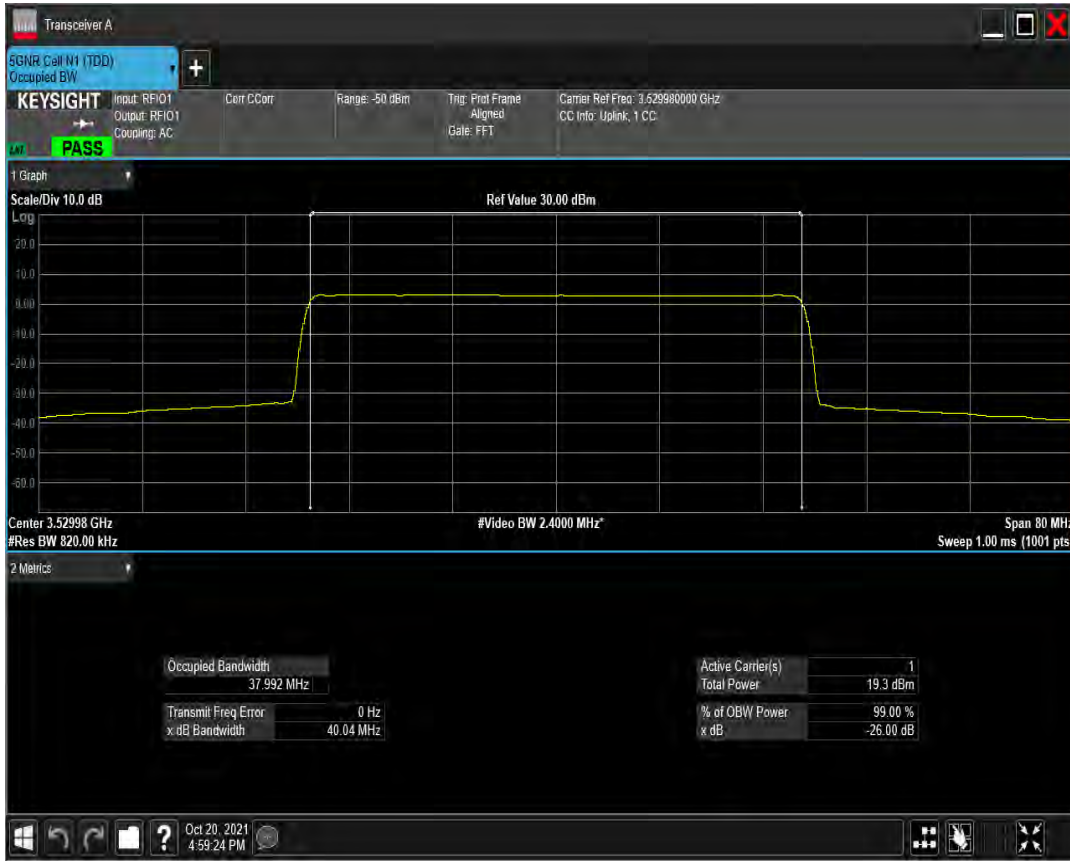 Transceiver A
5GNR Cell N1 (TDD)
Occupied BW
+
KEYSIGHT
Input: RFIO1
Output: RFIO1
Coupling: AC
Corr CCorr
Range: -50 dBm
Trig: Prot Frame
Aligned
Gate: FFT
Carrier Ref Freq: 3.529980000 GHz
CC Info: Uplink, 1 CC
PASS
1 Graph
Scale/Div 10.0 dB
Ref Value 30.00 dBm
Log
20.0
10.0
0.00
-10.0
-20.0
-30.0
-40.0
-50.0
-60.0
Center 3.52998 GHz
#Video BW 2.4000 MHz*
Span 80 MHz
#Res BW 820.00 kHz
Sweep 1.00 ms (1001 pts
2 Metrics
Occupied Bandwidth
37.992 MHz
Transmit Freq Error 0 Hz
x dB Bandwidth 40.04 MHz
Active Carrier(s) 1
Total Power 19.3 dBm
% of OBW Power 99.00 %
x dB -26.00 dB
?
Oct 20, 2021
4:59:24 PM